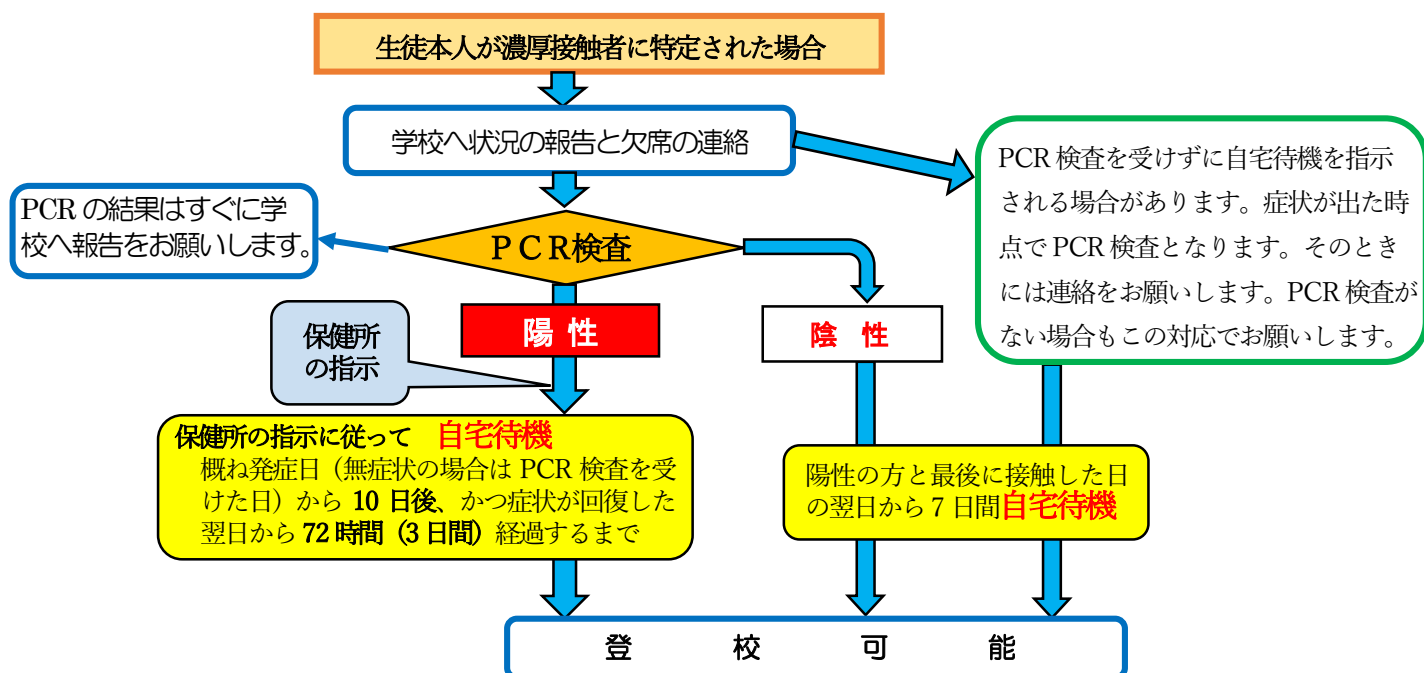 生徒本人が濃厚接触者に特定された場合
学校へ状況の報告と欠席の連絡
PCR 検査を受けずに自宅待機を指示
される場合があります。症状が出た時
点で PCR 検査となります。そのとき
には連絡をお願いします。PCR 検査が
ない場合もこの対応でお願いします。
PCR の結果はすぐに学
校へ報告をお願いします。
ＰＣＲ検査
陽 性
陰 性
保健所
の指示
保健所の指示に従って 自宅待機
概ね発症日（無症状の場合は PCR 検査を受
けた日）から 10 日後、かつ症状が回復した
翌日から 72 時間（3 日間）経過するまで
陽性の方と最後に接触した日
の翌日から 7 日間自宅待機
登 校 可 能